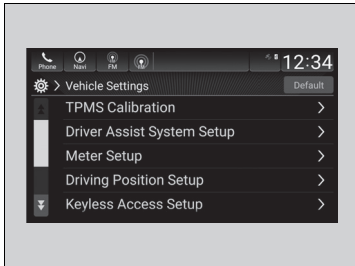 12:34
Phone Navi FM
Vehicle Settings Default
TPMS Calibration
Driver Assist System Setup
Meter Setup
Driving Position Setup
Keyless Access Setup